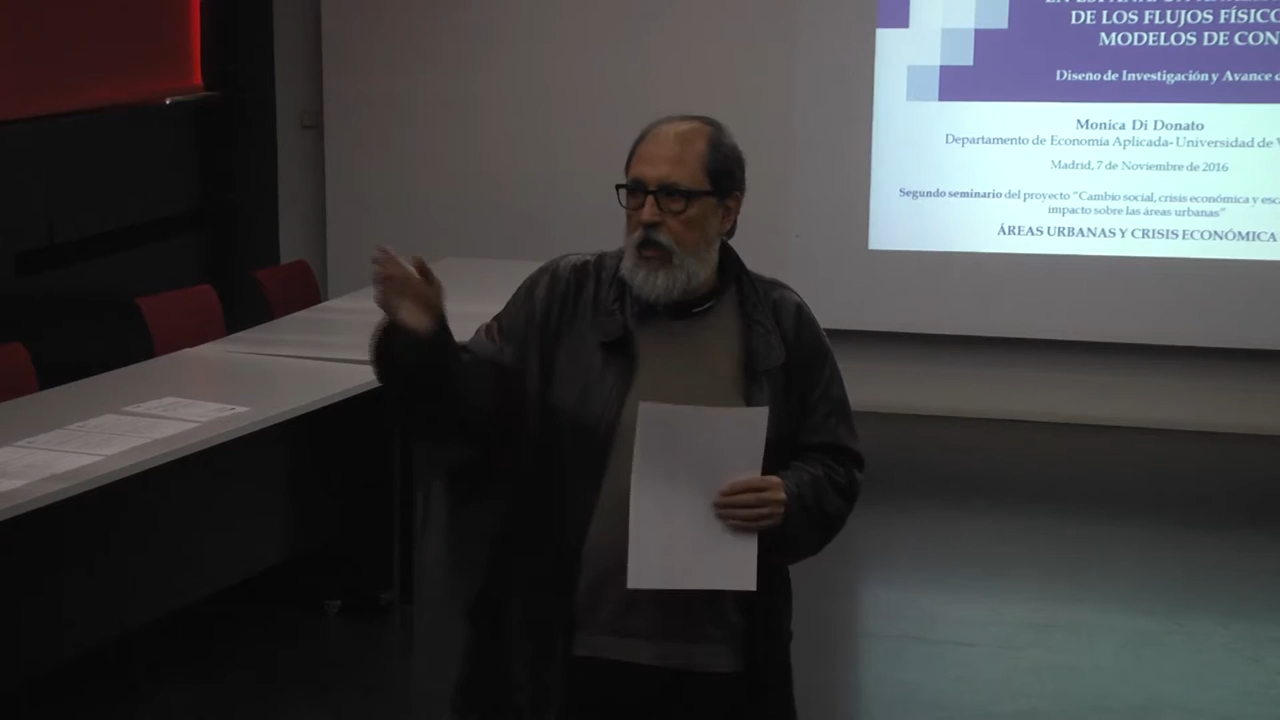 DE LOS FLUJOS FÍSIC
MODELOS DE CON
Diseño de Investigación y Avance
Monica Di Donato
Departamento de Economía Aplicada- Universidad de
Madrid, 7 de Noviembre de 2016
Segundo seminario del proyecto "Cambio social, crisis económica y esc
impacto sobre las áreas urbanas"
ÁREAS URBANAS Y CRISIS ECONÓMICA